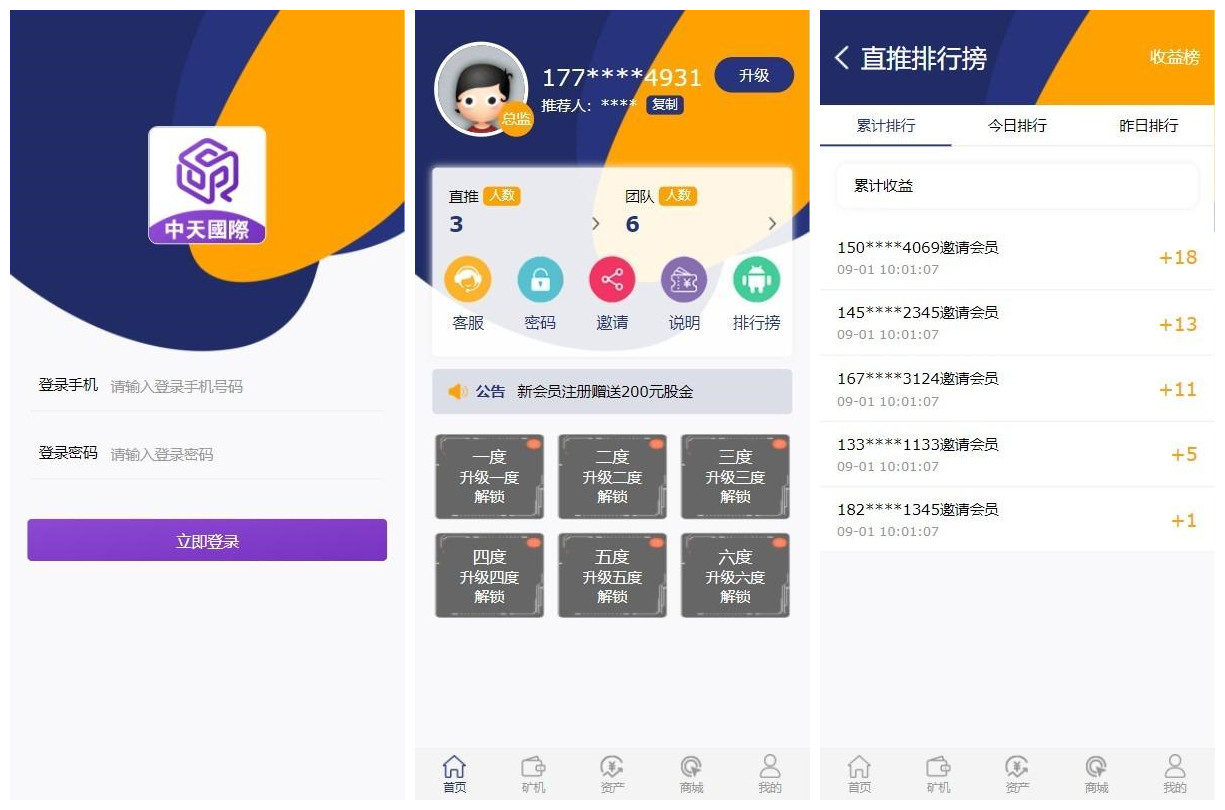 中天國際
登录手机 请输入登录手机号码
登录密码 请输入登录密码
立即登录
177****4931 升级
总监
推荐人：**** 复制
直推 人数
3
团队 人数
6
客服 密码 邀请 说明 排行榜
公告 新会员注册赠送200元股金
一度
升级一度
解锁
二度
升级二度
解锁
三度
升级三度
解锁
四度
升级四度
解锁
五度
升级五度
解锁
六度
升级六度
解锁
首页 矿机 资产 商城 我的
直推排行榜 收益榜
累计排行 今日排行 昨日排行
累计收益
150****4069邀请会员
09-01 10:01:07
+18
145****2345邀请会员
09-01 10:01:07
+13
167****3124邀请会员
09-01 10:01:07
+11
133****1133邀请会员
09-01 10:01:07
+5
182****1345邀请会员
09-01 10:01:07
+1
首页 矿机 资产 商城 我的